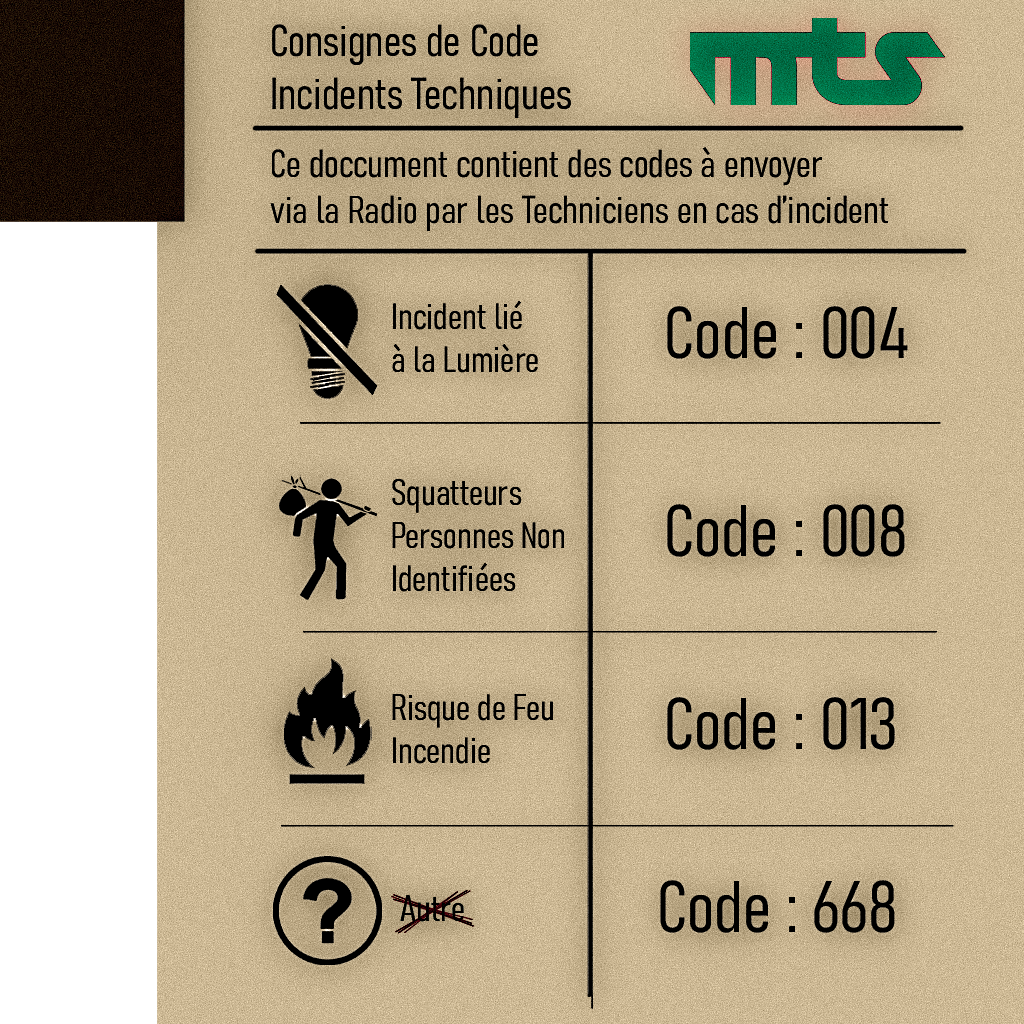 Consignes de Code
Incidents Techniques
mts
Ce doccument contient des codes à envoyer
via la Radio par les Techniciens en cas d'incident
Incident lié
à la Lumière
Code : 004
Squatteurs
Personnes Non
Identifiées
Code : 008
Risque de Feu
Incendie
Code : 013
?
Autre
Code : 668